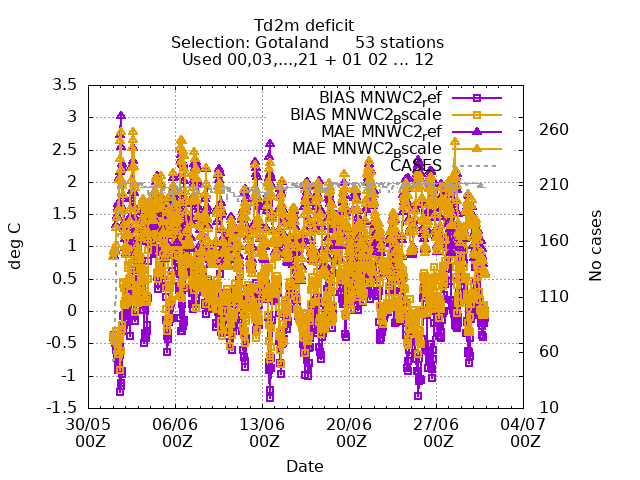 Td2m deficit
Selection: Gotaland     53 stations
Used 00,03,...,21 + 01 02 ... 12
BIAS MNWC2_ref
BIAS MNWC2_Bscale
MAE MNWC2_ref
MAE MNWC2_Bscale
CASES
3.5
3
2.5
2
1.5
1
0.5
0
-0.5
-1
-1.5
deg C
260
210
160
110
60
10
No cases
30/05 06/06 13/06 20/06 27/06 04/07
00Z 00Z 00Z 00Z 00Z 00Z
Date